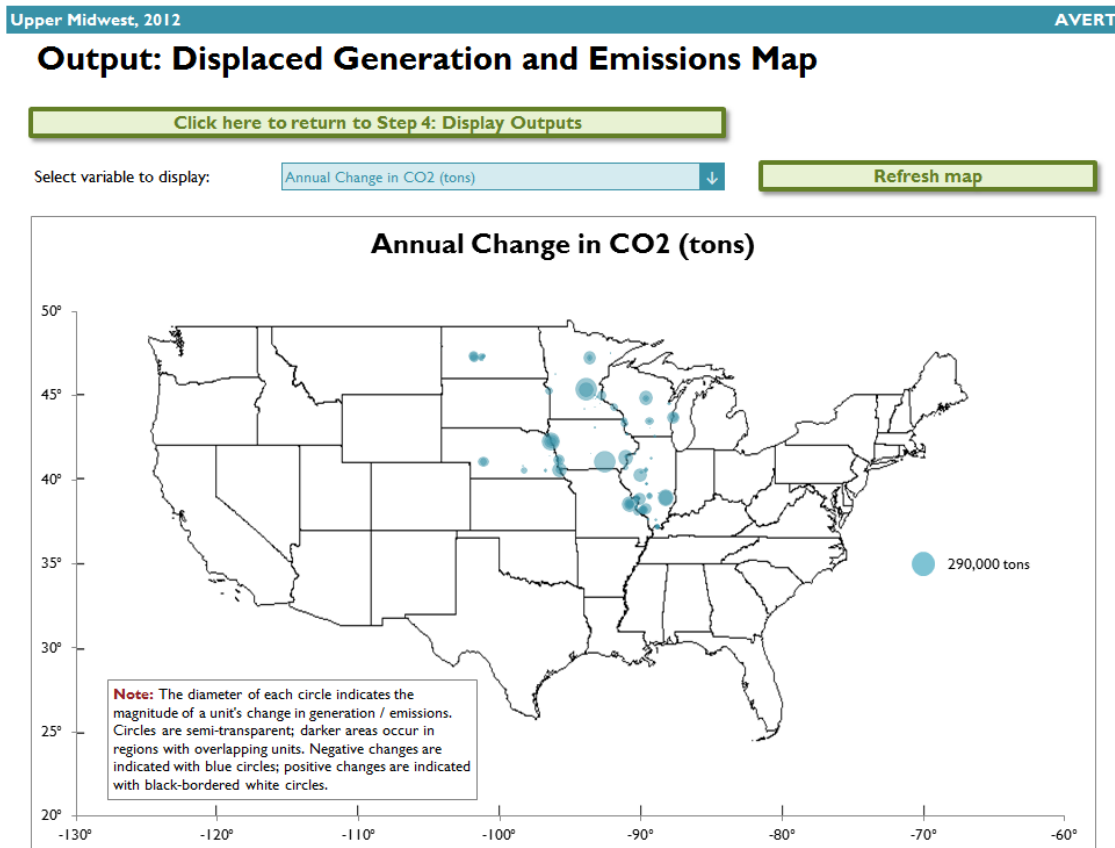 Upper Midwest, 2012
AVERT
Output: Displaced Generation and Emissions Map
Click here to return to Step 4: Display Outputs
Select variable to display:
Annual Change in CO2 (tons)
Refresh map
Annual Change in CO2 (tons)
50°
45°
40°
35°
290,000 tons
30°
Note: The diameter of each circle indicates the
magnitude of a unit's change in generation / emissions.
Circles are semi-transparent; darker areas occur in
regions with overlapping units. Negative changes are
indicated with blue circles; positive changes are indicated
with black-bordered white circles.
25°
20°
-130° -120° -110° -100° -90° -80° -70° -60°